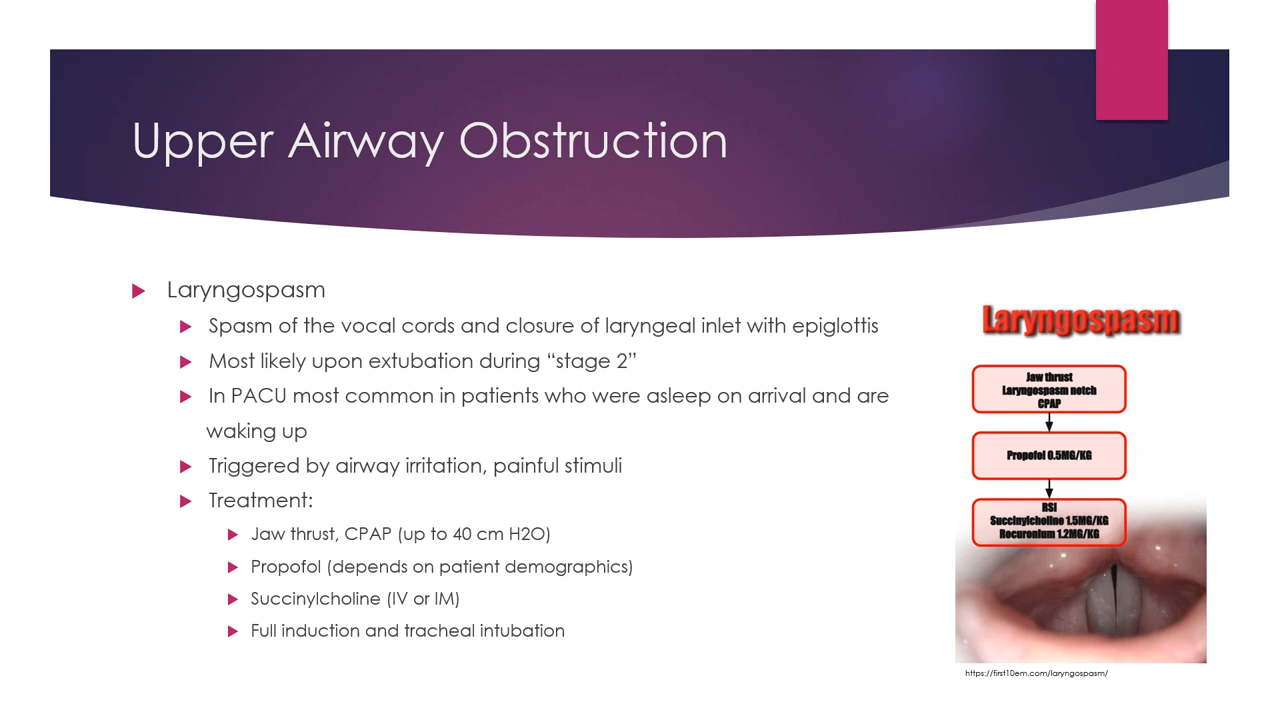 Upper Airway Obstruction
Laryngospasm
Spasm of the vocal cords and closure of laryngeal inlet with epiglottis
Most likely upon extubation during “stage 2”
In PACU most common in patients who were asleep on arrival and are
waking up
Triggered by airway irritation, painful stimuli
Treatment:
Jaw thrust, CPAP (up to 40 cm H2O)
Propofol (depends on patient demographics)
Succinylcholine (IV or IM)
Full induction and tracheal intubation
Laryngospasm
Jaw thrust
Laryngospasm notch
CPAP
Propofol 0.5MG/KG
RSI
Succinylcholine 1.5MG/KG
Rocuronium 1.2MG/KG
https://first10em.com/laryngospasm/